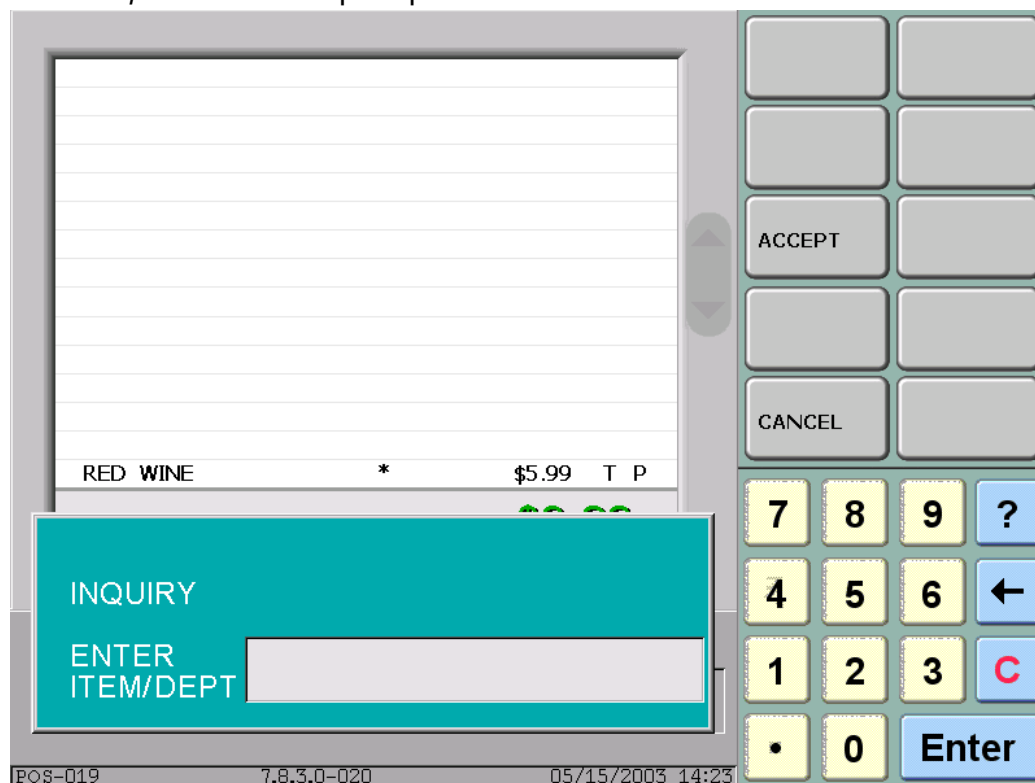 ACCEPT
CANCEL
RED WINE * $5.99 T P
INQUIRY
ENTER
ITEM/DEPT
7 8 9 ?
4 5 6 ←
1 2 3 C
• 0 Enter
POS-019 7.8.3.0-020 05/15/2003 14:23